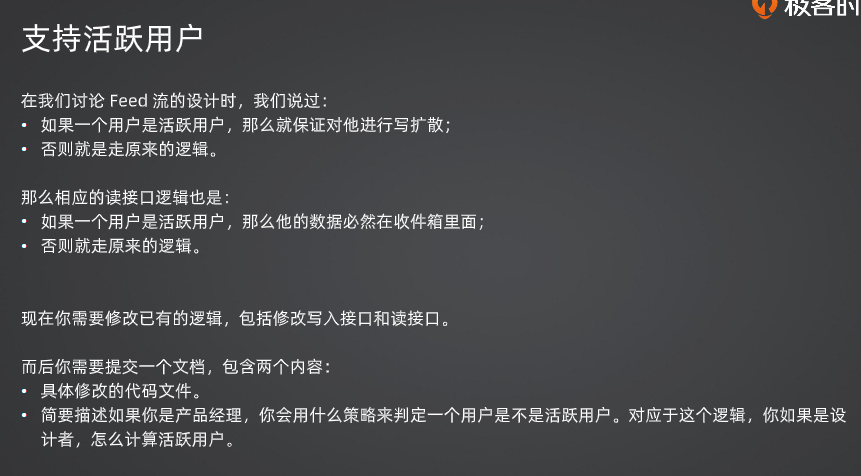 极客时
支持活跃用户
在我们讨论 Feed 流的设计时，我们说过：
• 如果一个用户是活跃用户，那么就保证对他进行写扩散；
• 否则就是走原来的逻辑。
那么相应的读接口逻辑也是：
• 如果一个用户是活跃用户，那么他的数据必然在收件箱里面；
• 否则就走原来的逻辑。
现在你需要修改已有的逻辑，包括修改写入接口和读接口。
而后你需要提交一个文档，包含两个内容：
• 具体修改的代码文件。
• 简要描述如果你是产品经理，你会用什么策略来判定一个用户是不是活跃用户。对应于这个逻辑，你如果是设
计者，怎么计算活跃用户。